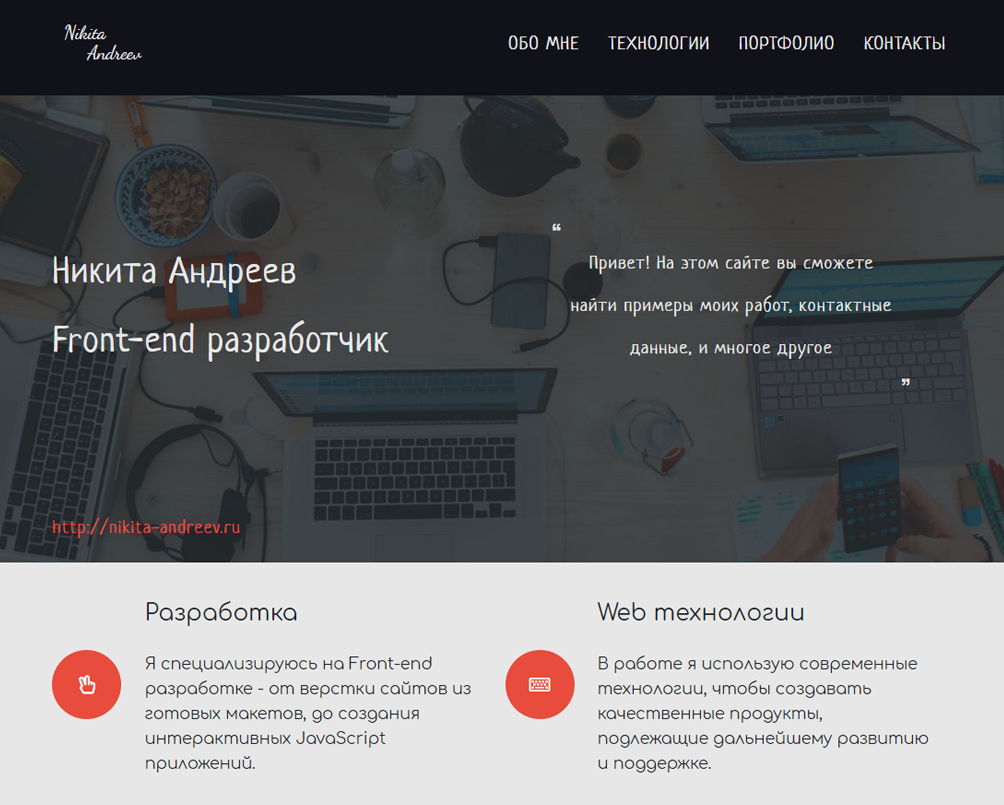 Nikita
Andreev
ОБО МНЕ
ТЕХНОЛОГИИ
ПОРТФОЛИО
КОНТАКТЫ
Никита Андреев
Front-end разработчик
“
Привет! На этом сайте вы сможете
найти примеры моих работ, контактные
данные, и многое другое
”
http://nikita-andreev.ru
Разработка
Я специализируюсь на Front-end
разработке - от верстки сайтов из
готовых макетов, до создания
интерактивных JavaScript
приложений.
Web технологии
В работе я использую современные
технологии, чтобы создавать
качественные продукты,
подлежащие дальнейшему развитию
и поддержке.